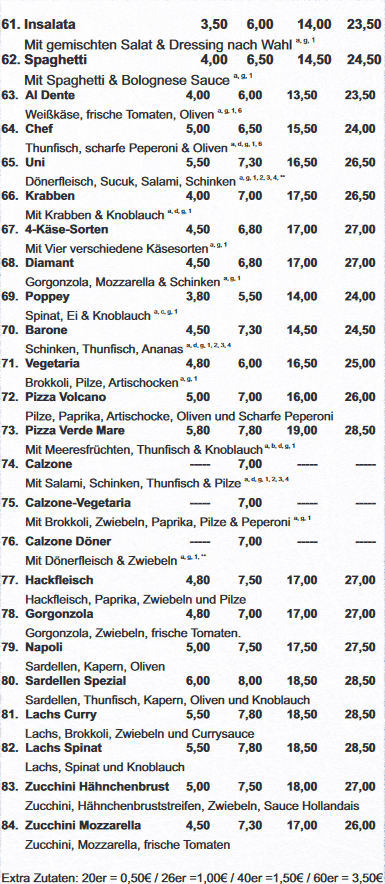 61. Insalata 3,50 6,00 14,00 23,50
Mit gemischten Salat & Dressing nach Wahl a, g, 1
62. Spaghetti 4,00 6,50 14,50 24,50
Mit Spaghetti & Bolognese Sauce a, g, 1
63. Al Dente 4,00 6,00 13,50 23,50
Weißkäse, frische Tomaten, Oliven a, g, 1, 6
64. Chef 5,00 6,50 15,50 24,00
Thunfisch, scharfe Peperoni & Oliven a, d, g, 1, 6
65. Uni 5,50 7,30 16,50 26,50
Dönerfleisch, Sucuk, Salami, Schinken a, g, 1, 2, 3, 4, **
66. Krabben 4,00 7,00 17,50 26,50
Mit Krabben & Knoblauch a, d, g, 1
67. 4-Käse-Sorten 4,50 6,80 17,00 27,00
Mit Vier verschiedene Käsesorten a, g, 1
68. Diamant 4,50 6,80 17,00 27,00
Gorgonzola, Mozzarella & Schinken a, g, 1
69. Poppey 3,80 5,50 14,00 24,00
Spinat, Ei & Knoblauch a, c, g, 1
70. Barone 4,50 7,30 14,50 24,50
Schinken, Thunfisch, Ananas a, d, g, 1, 2, 3, 4
71. Vegetaria 4,80 6,00 16,50 25,00
Brokkoli, Pilze, Artischocken a, g, 1
72. Pizza Volcano 5,00 7,00 16,00 26,00
Pilze, Paprika, Artischocke, Oliven und Scharfe Peperoni
73. Pizza Verde Mare 5,80 7,80 19,00 28,50
Mit Meeresfrüchten, Thunfisch & Knoblauch a, b, d, g, 1
74. Calzone ----- 7,00 ----- -----
Mit Salami, Schinken, Thunfisch & Pilze a, d, g, 1, 2, 3, 4
75. Calzone-Vegetaria ----- 7,00 ----- -----
Mit Brokkoli, Zwiebeln, Paprika, Pilze & Peperoni a, g, 1
76. Calzone Döner ----- 7,00 ----- -----
Mit Dönerfleisch & Zwiebeln a, g, 1, **
77. Hackfleisch 4,80 7,50 17,00 27,00
Hackfleisch, Paprika, Zwiebeln und Pilze
78. Gorgonzola 4,80 7,00 17,00 27,00
Gorgonzola, Zwiebeln, frische Tomaten.
79. Napoli 5,00 7,50 17,50 27,50
Sardellen, Kapern, Oliven
80. Sardellen Spezial 6,00 8,00 18,50 28,50
Sardellen, Thunfisch, Kapern, Oliven und Knoblauch
81. Lachs Curry 5,50 7,80 18,50 28,50
Lachs, Brokkoli, Zwiebeln und Currysauce
82. Lachs Spinat 5,50 7,80 18,50 28,50
Lachs, Spinat und Knoblauch
83. Zucchini Hähnchenbrust 5,00 7,50 18,00 27,00
Zucchini, Hähnchenbruststreifen, Zwiebeln, Sauce Hollandais
84. Zucchini Mozzarella 4,50 7,30 17,00 26,00
Zucchini, Mozzarella, frische Tomaten
Extra Zutaten: 20er = 0,50€ / 26er =1,00€ / 40er =1,50€ / 60er = 3,50€